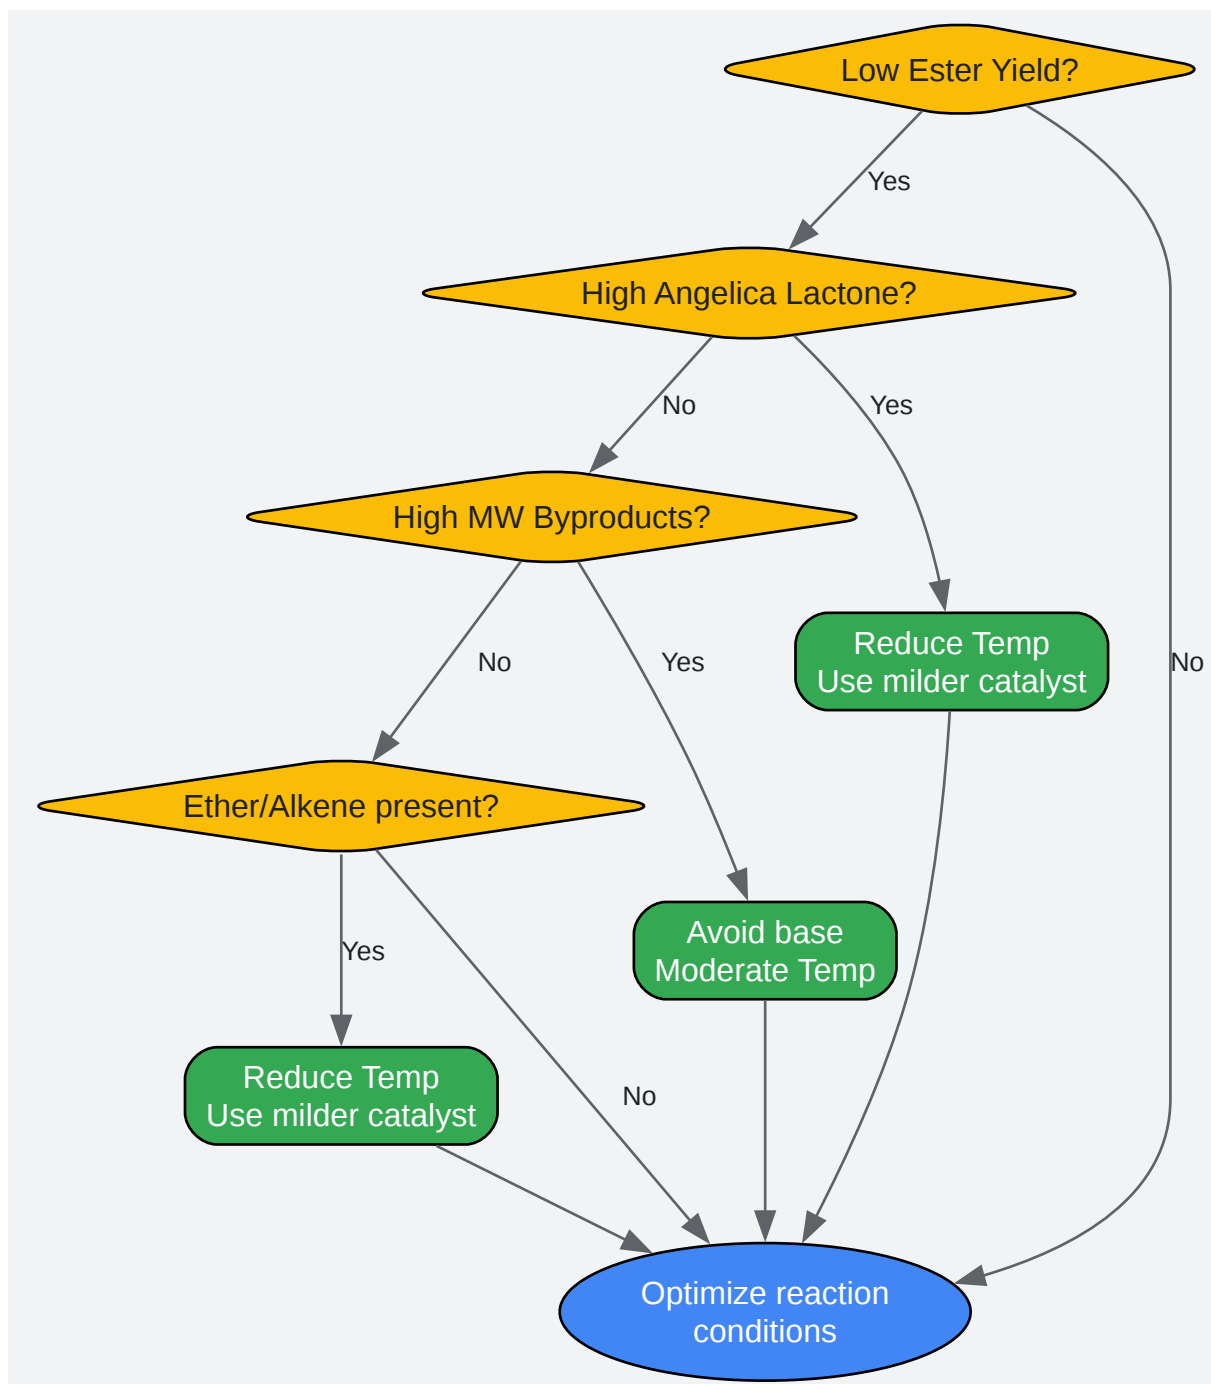 Low Ester Yield?
Yes
High Angelica Lactone?
No
Yes
High MW Byproducts?
No
Yes
Reduce Temp
Use milder catalyst
No
Ether/Alkene present?
Yes
Avoid base
Moderate Temp
Reduce Temp
Use milder catalyst
No
Optimize reaction
conditions